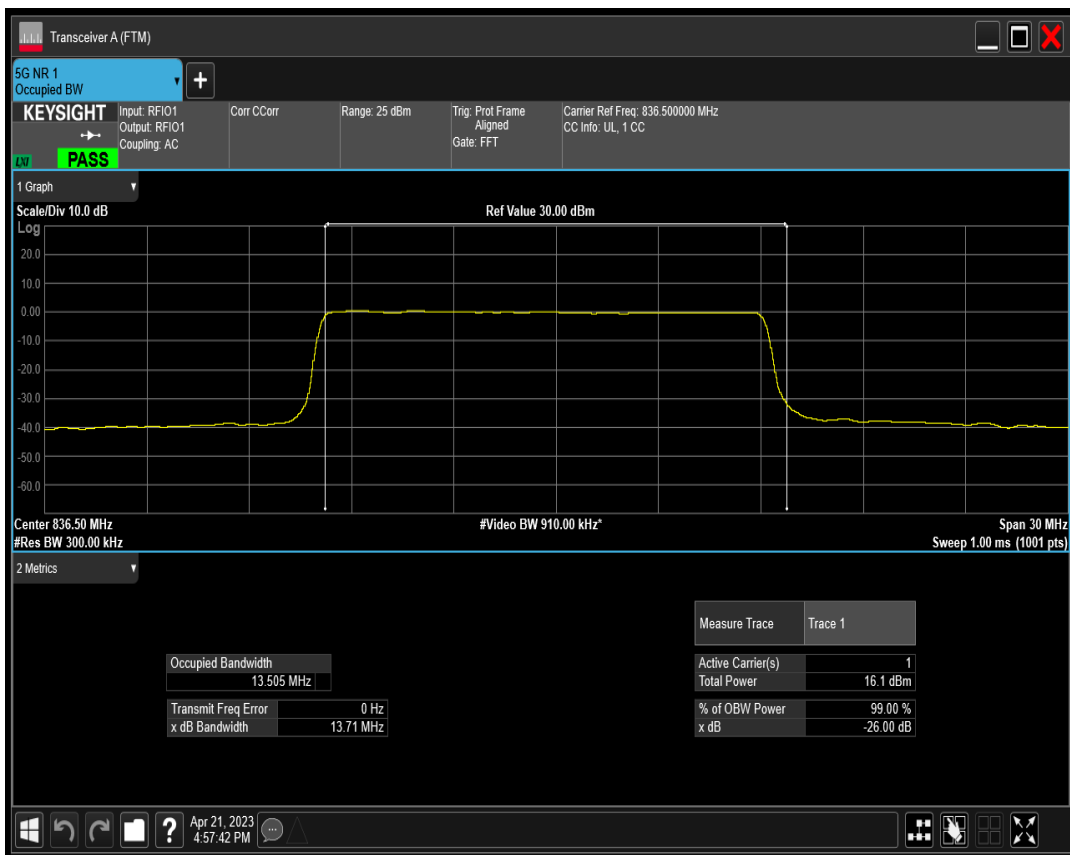 Transceiver A (FTM)
5G NR 1
Occupied BW
+
KEYSIGHT
Input: RFIO1
Output: RFIO1
Coupling: AC
Corr CCorr
Range: 25 dBm
Trig: Prot Frame
Aligned
Gate: FFT
Carrier Ref Freq: 836.500000 MHz
CC Info: UL, 1 CC
LXI
PASS
1 Graph
Scale/Div 10.0 dB
Ref Value 30.00 dBm
Log
20.0
10.0
0.00
-10.0
-20.0
-30.0
-40.0
-50.0
-60.0
Center 836.50 MHz
#Video BW 910.00 kHz*
Span 30 MHz
#Res BW 300.00 kHz
Sweep 1.00 ms (1001 pts)
2 Metrics
Measure Trace Trace 1
Occupied Bandwidth
13.505 MHz
Active Carrier(s) 1
Total Power 16.1 dBm
Transmit Freq Error 0 Hz
x dB Bandwidth 13.71 MHz
% of OBW Power 99.00 %
x dB -26.00 dB
?
Apr 21, 2023
4:57:42 PM